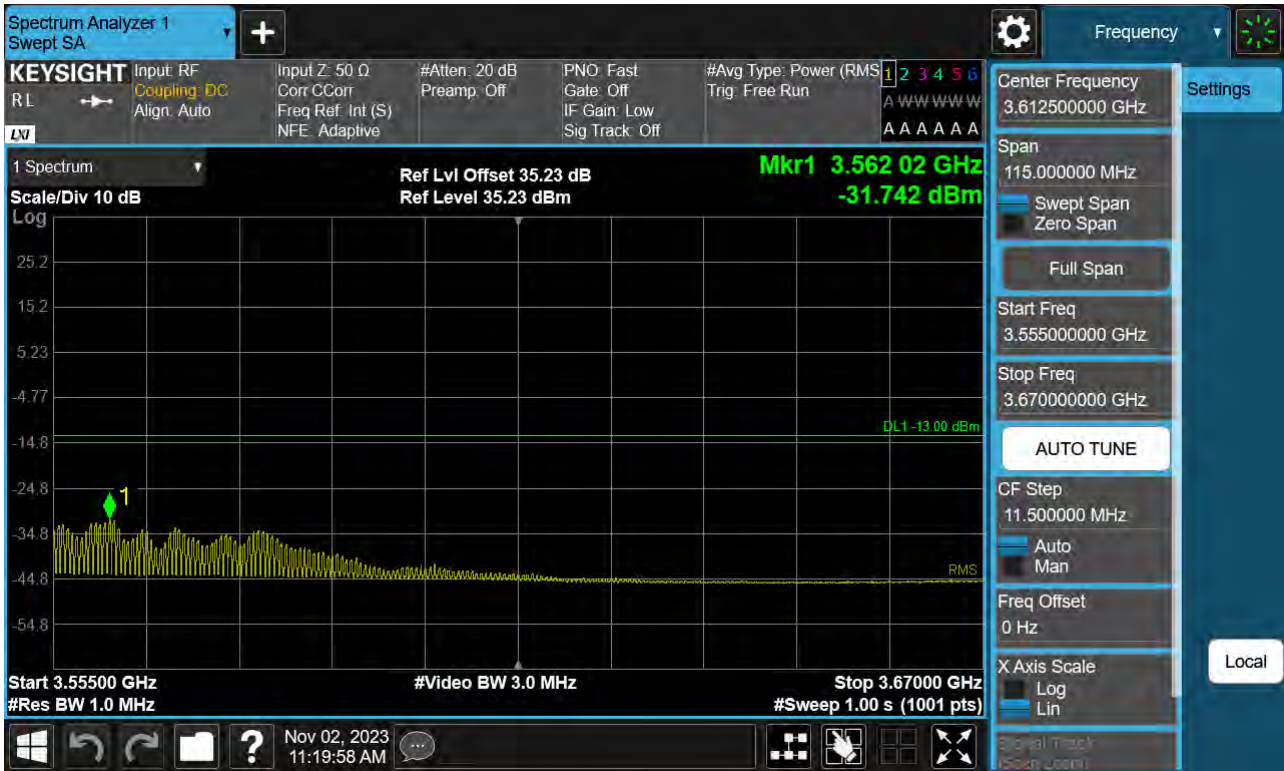 Spectrum Analyzer 1
Swept SA
+
Frequency
KEYSIGHT
RL
LXI
Input: RF
Coupling: DC
Align: Auto
Input Z: 50 Ω
Corr CCorr
Freq Ref: Int (S)
NFE: Adaptive
#Atten: 20 dB
Preamp: Off
PNO: Fast
Gate: Off
IF Gain: Low
Sig Track: Off
#Avg Type: Power (RMS
Trig: Free Run
1 2 3 4 5 6
A W W W W W
A A A A A A
1 Spectrum
Scale/Div 10 dB
Log
Ref Lvl Offset 35.23 dB
Ref Level 35.23 dBm
Mkr1 3.562 02 GHz
-31.742 dBm
25.2
15.2
5.23
-4.77
-14.8
-24.8
-34.8
-44.8
-54.8
DL1 -13.00 dBm
1
RMS
Start 3.55500 GHz
#Res BW 1.0 MHz
#Video BW 3.0 MHz
Stop 3.67000 GHz
#Sweep 1.00 s (1001 pts)
Center Frequency
3.612500000 GHz
Span
115.000000 MHz
Swept Span
Zero Span
Full Span
Start Freq
3.555000000 GHz
Stop Freq
3.670000000 GHz
AUTO TUNE
CF Step
11.500000 MHz
Auto
Man
Freq Offset
0 Hz
X Axis Scale
Log
Lin
Signal Track
(Span Zoom)
Settings
Local
?
Nov 02, 2023
11:19:58 AM